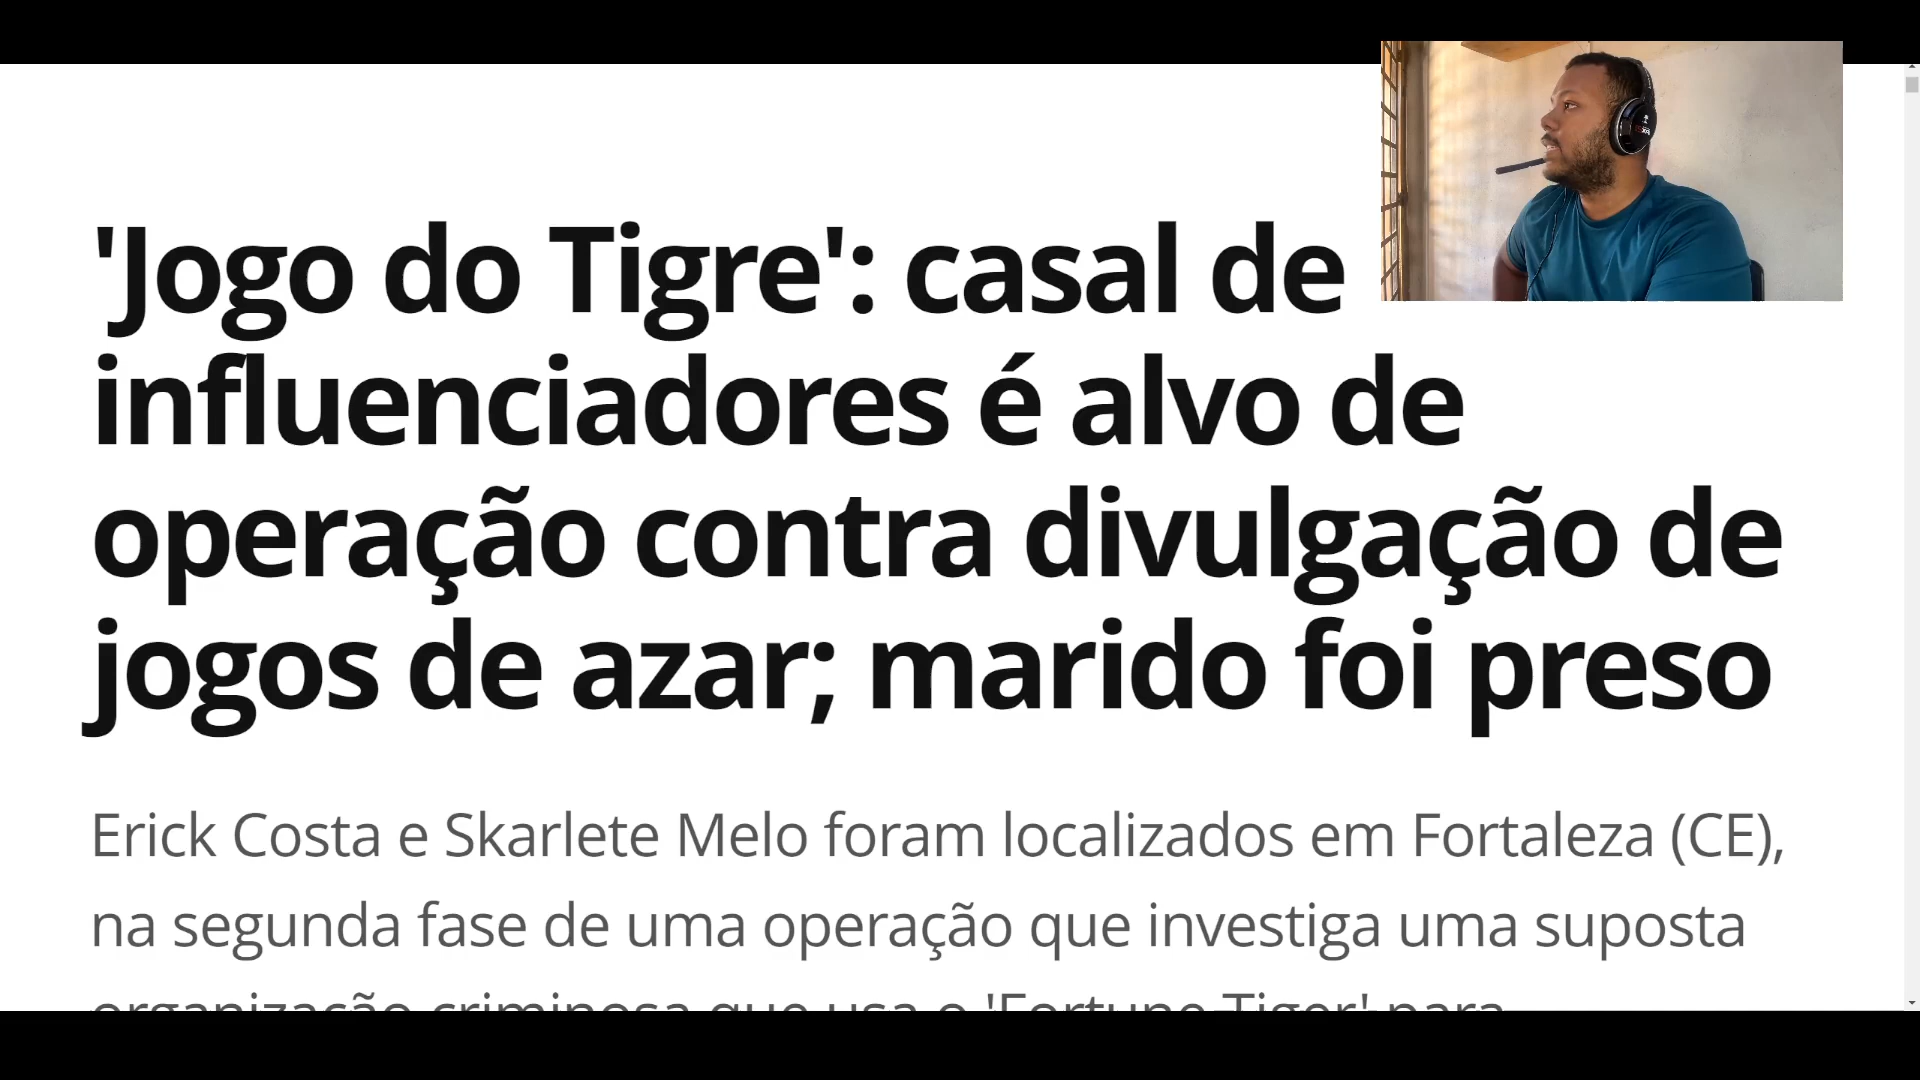 'Jogo do Tigre': casal de
influenciadores é alvo de
operação contra divulgação de
jogos de azar; marido foi preso
Erick Costa e Skarlete Melo foram localizados em Fortaleza (CE),
na segunda fase de uma operação que investiga uma suposta
organização criminosa que usa o 'Fortune Tiger' para